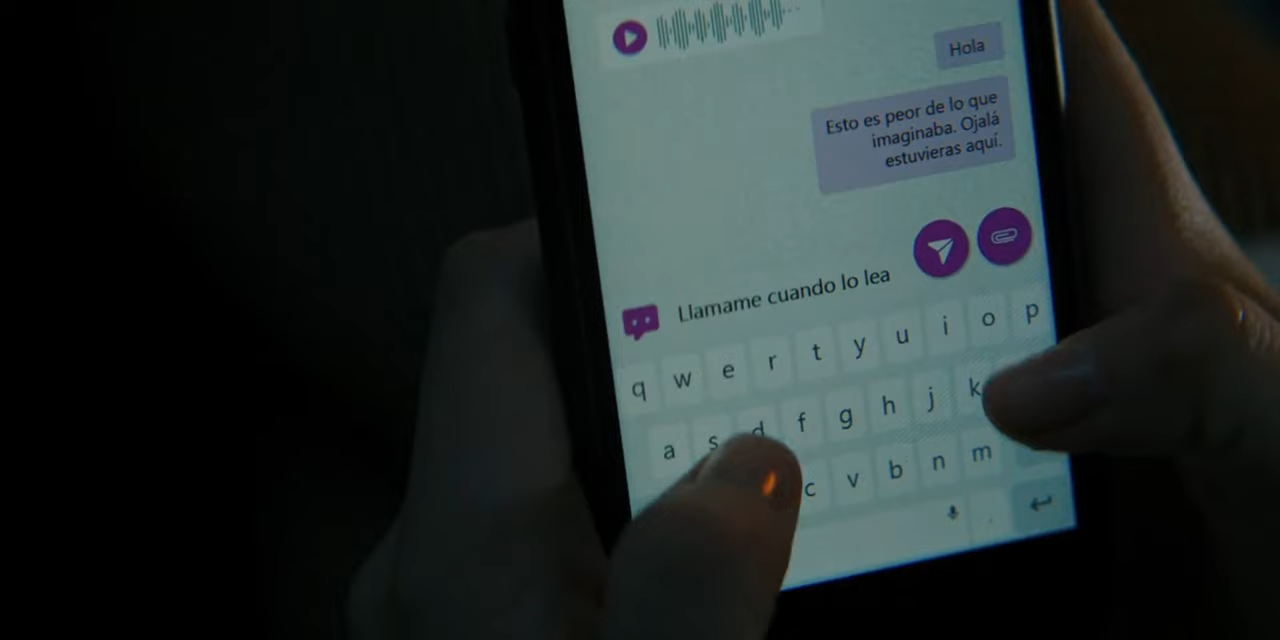 Hola
Esto es peor de lo que
imaginaba. Ojalá
estuvieras aquí.
Llamame cuando lo lea
q w e r t y u i o p
a s d f g h j k
c v b n m